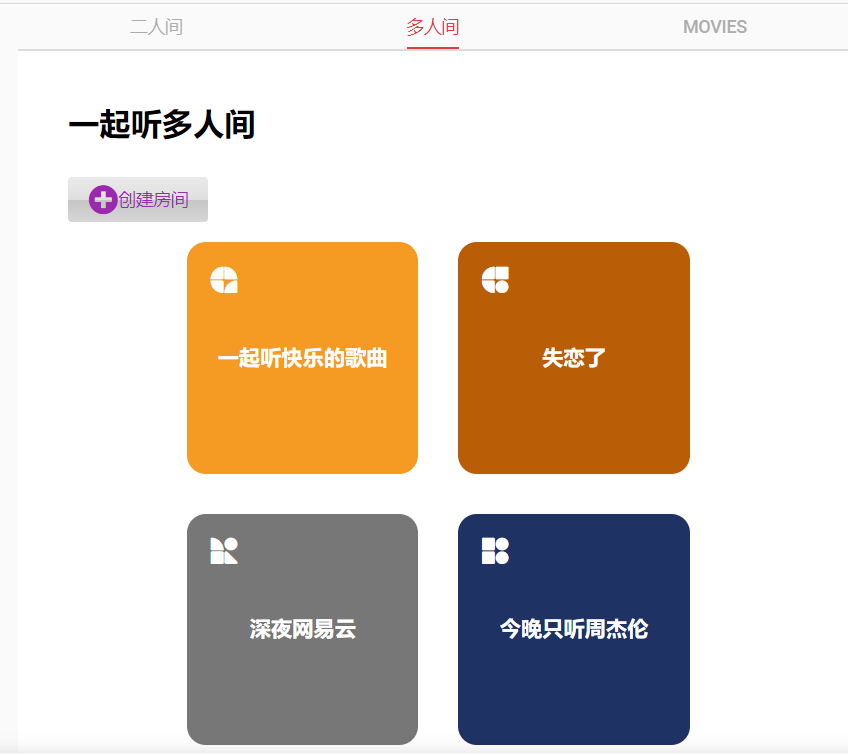 二人间
多人间
MOVIES
一起听多人间
创建房间
一起听快乐的歌曲
失恋了
深夜网易云
今晚只听周杰伦